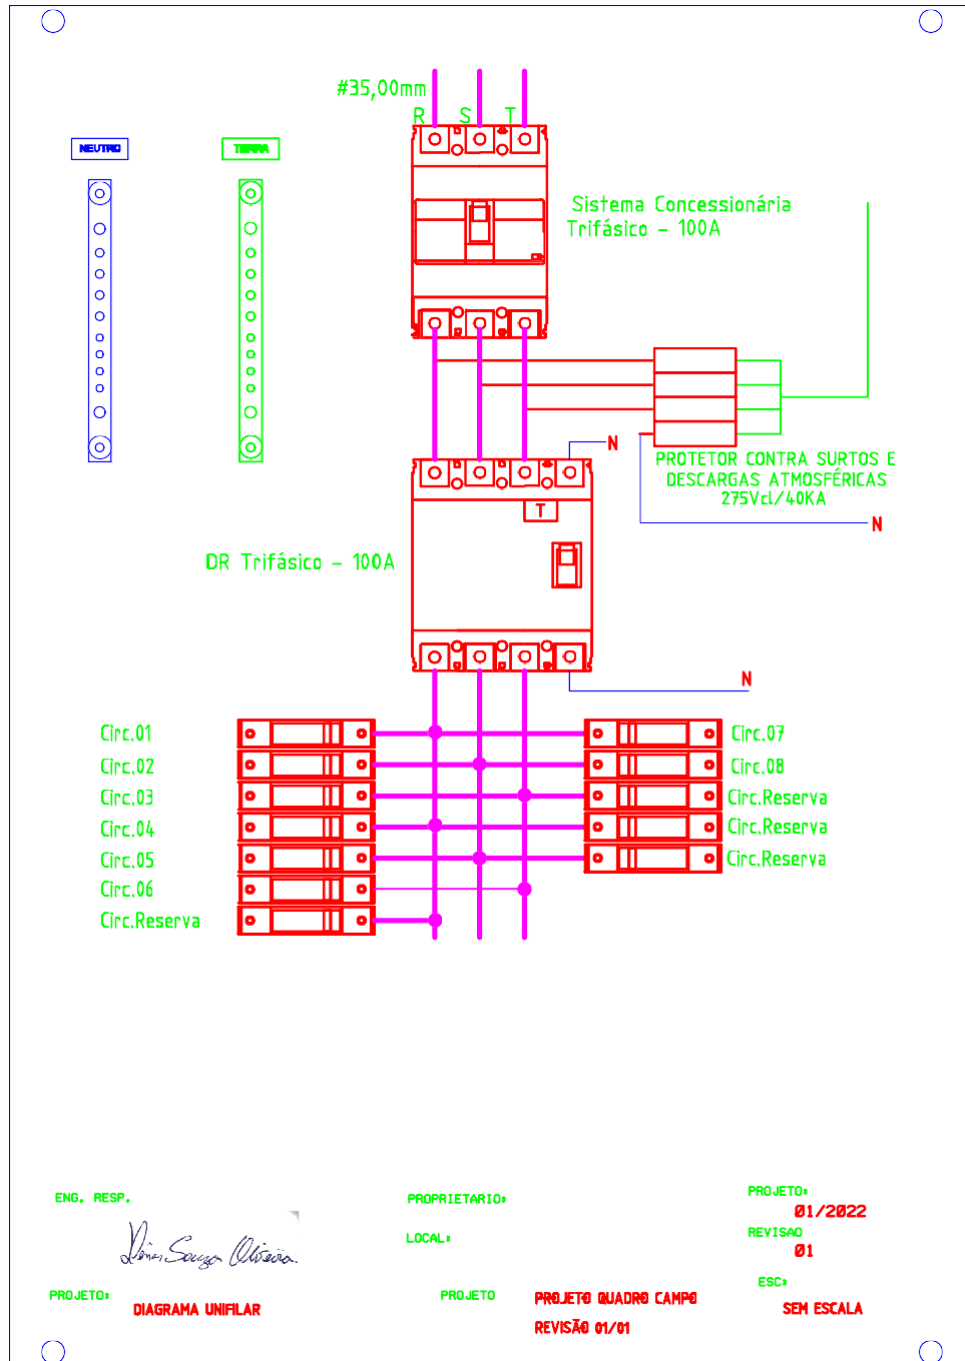 #35,00mm
R S T
NEUTRO
TERRA
Sistema Concessionária
Trifásico - 100A
N
PROTETOR CONTRA SURTOS E
DESCARGAS ATMOSFÉRICAS
275Vcl/40KA
N
T
DR Trifásico - 100A
N
Circ.01
Circ.07
Circ.02
Circ.08
Circ.03
Circ.Reserva
Circ.04
Circ.Reserva
Circ.05
Circ.Reserva
Circ.06
Circ.Reserva
ENG. RESP.
PROPRIETARIO:
PROJETO:
01/2022
Souza Oliveira
LOCAL:
REVISAO
01
PROJETO:
DIAGRAMA UNIFILAR
PROJETO
PROJETO QUADRO CAMPO
REVISÃO 01/01
ESC:
SEM ESCALA